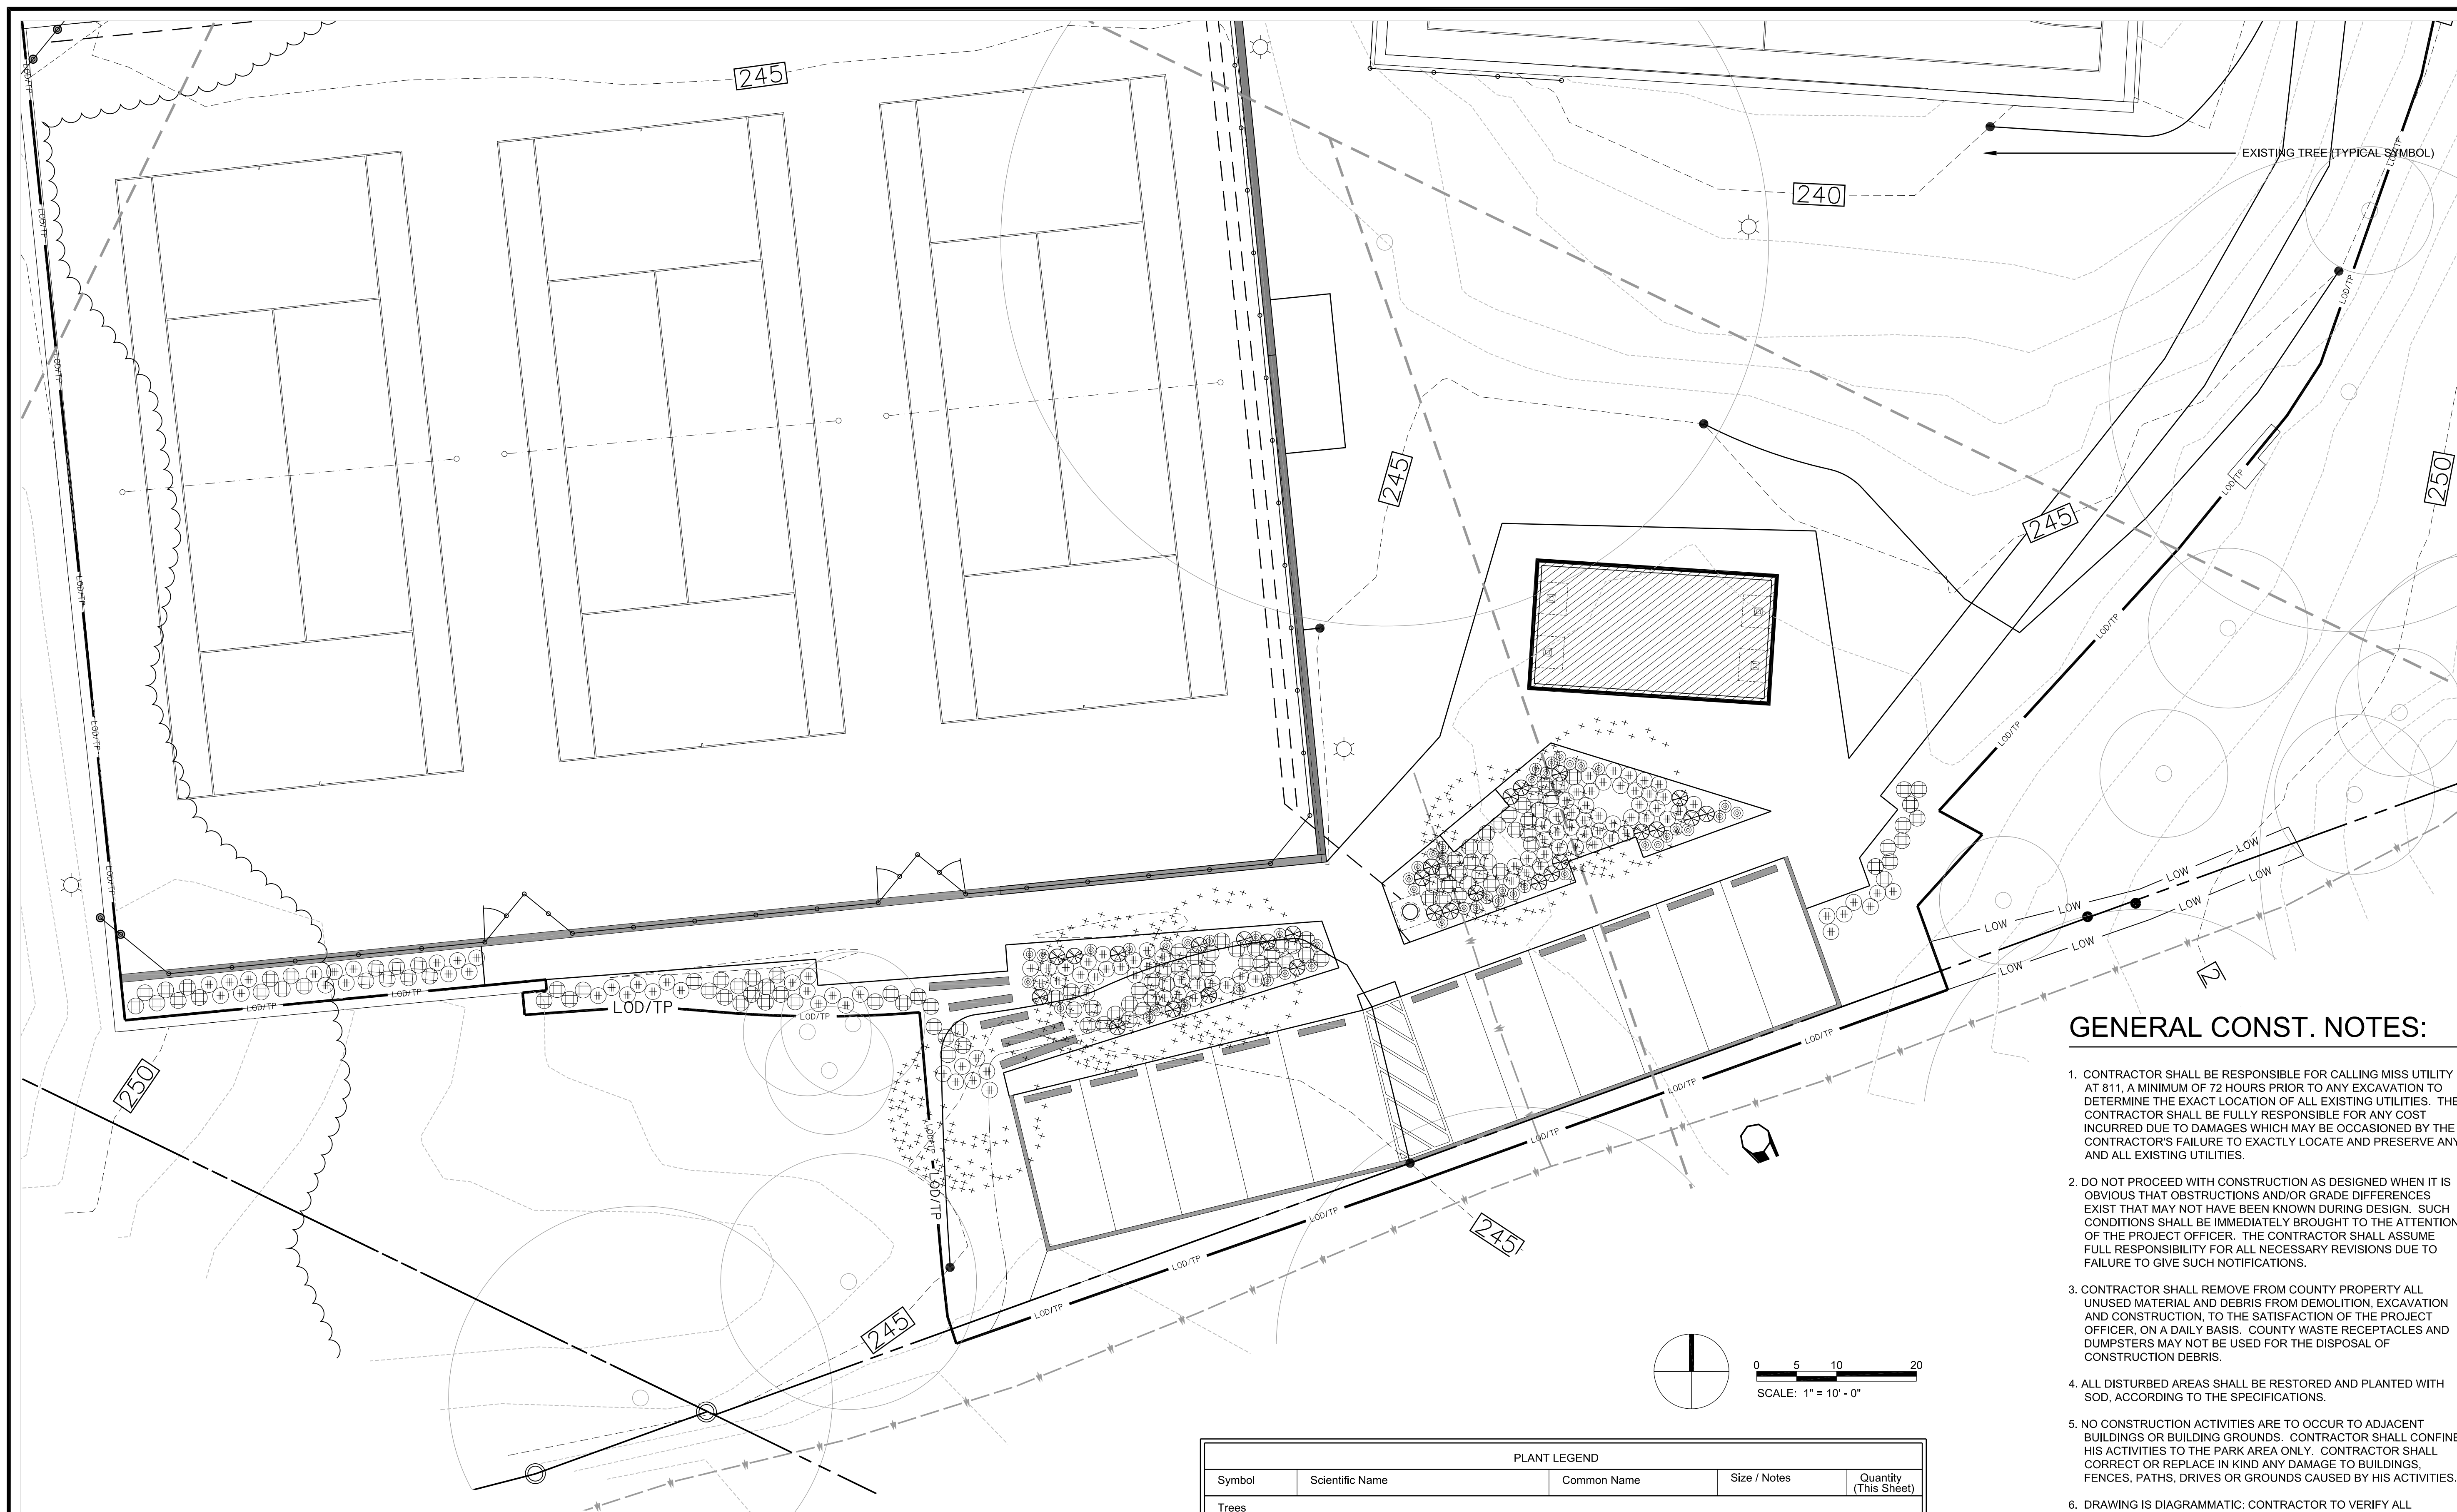 245
240
EXISTING TREE (TYPICAL SYMBOL)
245
245
250
LOD/TP
LOD/TP
LOD/TP
LOD/TP
LOD/TP
LOD/TP
LOD/TP
LOD/TP
LOD/TP
LOD/TP
LOD/TP
LOW
LOW
LOW
LOW
LOW
LOW
LOW
LOW
LOD/TP
LOD/TP
LOD/TP
LOD/TP
LOD/TP
LOD/TP
LOD/TP
LOD/TP
LOD/TP
LOD/TP
LOD/TP
LOD/TP
250
245
245
GENERAL CONST. NOTES:
1. CONTRACTOR SHALL BE RESPONSIBLE FOR CALLING MISS UTILITY
AT 811, A MINIMUM OF 72 HOURS PRIOR TO ANY EXCAVATION TO
DETERMINE THE EXACT LOCATION OF ALL EXISTING UTILITIES. THE
CONTRACTOR SHALL BE FULLY RESPONSIBLE FOR ANY COST
INCURRED DUE TO DAMAGES WHICH MAY BE OCCASIONED BY THE
CONTRACTOR'S FAILURE TO EXACTLY LOCATE AND PRESERVE ANY
AND ALL EXISTING UTILITIES.
2. DO NOT PROCEED WITH CONSTRUCTION AS DESIGNED WHEN IT IS
OBVIOUS THAT OBSTRUCTIONS AND/OR GRADE DIFFERENCES
EXIST THAT MAY NOT HAVE BEEN KNOWN DURING DESIGN. SUCH
CONDITIONS SHALL BE IMMEDIATELY BROUGHT TO THE ATTENTION
OF THE PROJECT OFFICER. THE CONTRACTOR SHALL ASSUME
FULL RESPONSIBILITY FOR ALL NECESSARY REVISIONS DUE TO
FAILURE TO GIVE SUCH NOTIFICATIONS.
3. CONTRACTOR SHALL REMOVE FROM COUNTY PROPERTY ALL
UNUSED MATERIAL AND DEBRIS FROM DEMOLITION, EXCAVATION
AND CONSTRUCTION, TO THE SATISFACTION OF THE PROJECT
OFFICER, ON A DAILY BASIS. COUNTY WASTE RECEPTACLES AND
DUMPSTERS MAY NOT BE USED FOR THE DISPOSAL OF
CONSTRUCTION DEBRIS.
4. ALL DISTURBED AREAS SHALL BE RESTORED AND PLANTED WITH
SOD, ACCORDING TO THE SPECIFICATIONS.
5. NO CONSTRUCTION ACTIVITIES ARE TO OCCUR TO ADJACENT
BUILDINGS OR BUILDING GROUNDS. CONTRACTOR SHALL CONFINE
HIS ACTIVITIES TO THE PARK AREA ONLY. CONTRACTOR SHALL
CORRECT OR REPLACE IN KIND ANY DAMAGE TO BUILDINGS,
FENCES, PATHS, DRIVES OR GROUNDS CAUSED BY HIS ACTIVITIES.
6. DRAWING IS DIAGRAMMATIC: CONTRACTOR TO VERIFY ALL
0 5 10 20
SCALE: 1" = 10' - 0"
PLANT LEGEND
Symbol Scientific Name Common Name Size / Notes Quantity
(This Sheet)
Trees